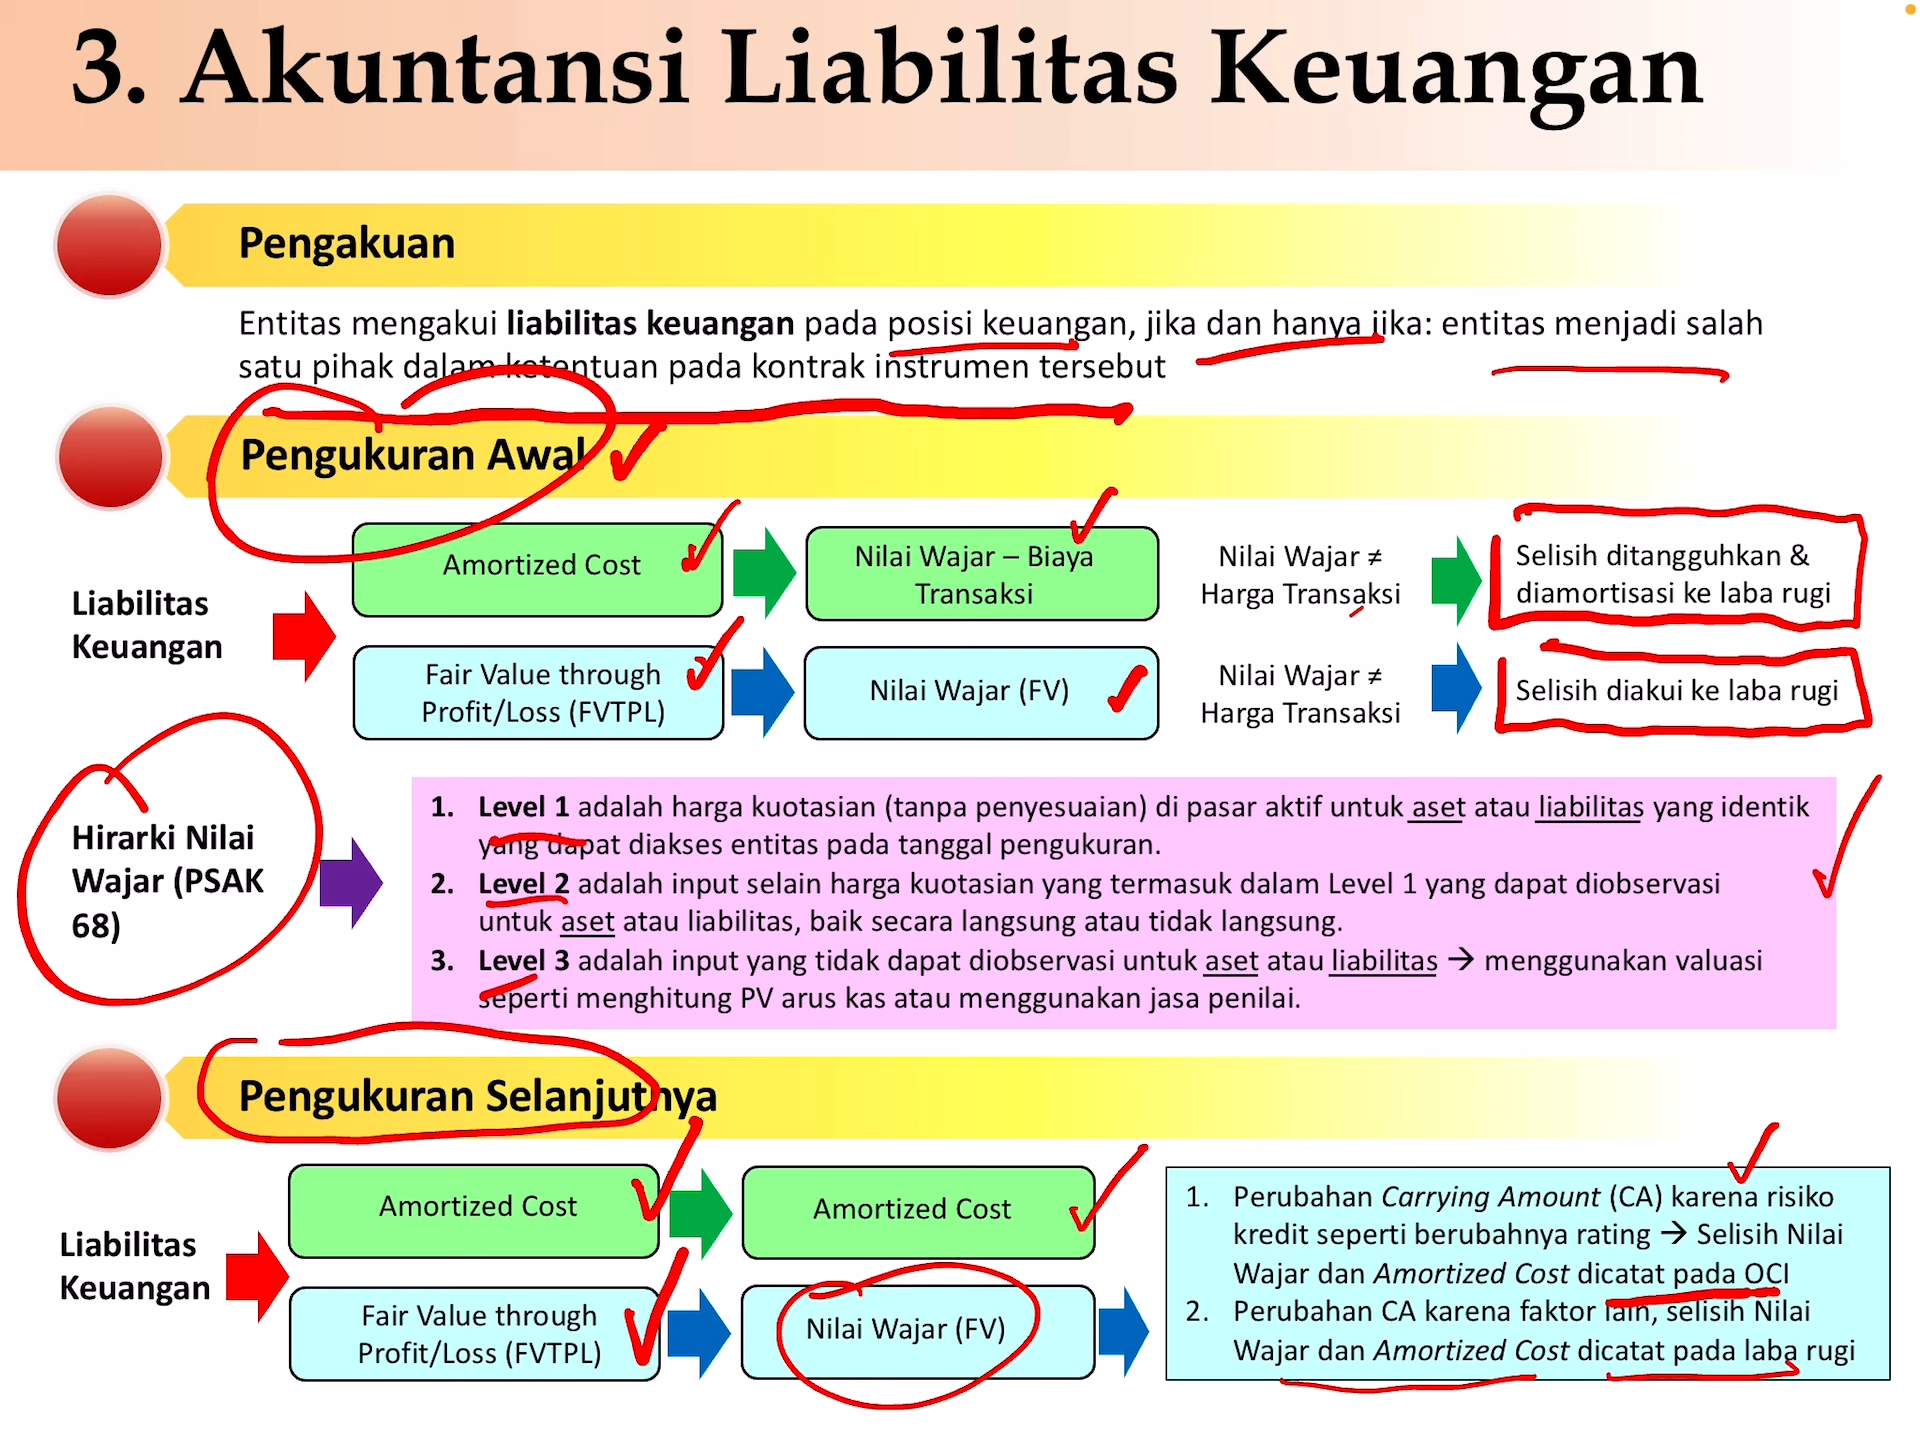 3. Akuntansi Liabilitas Keuangan
Pengakuan
Entitas mengakui liabilitas keuangan pada posisi keuangan, jika dan hanya jika: entitas menjadi salah
satu pihak dalam ketentuan pada kontrak instrumen tersebut
Pengukuran Awal
Liabilitas
Keuangan
Amortized Cost
Nilai Wajar – Biaya
Transaksi
Nilai Wajar ≠
Harga Transaksi
Selisih ditangguhkan &
diamortisasi ke laba rugi
Fair Value through
Profit/Loss (FVTPL)
Nilai Wajar (FV)
Nilai Wajar ≠
Harga Transaksi
Selisih diakui ke laba rugi
Hirarki Nilai
Wajar (PSAK
68)
1. Level 1 adalah harga kuotasian (tanpa penyesuaian) di pasar aktif untuk aset atau liabilitas yang identik
yang dapat diakses entitas pada tanggal pengukuran.
2. Level 2 adalah input selain harga kuotasian yang termasuk dalam Level 1 yang dapat diobservasi
untuk aset atau liabilitas, baik secara langsung atau tidak langsung.
3. Level 3 adalah input yang tidak dapat diobservasi untuk aset atau liabilitas → menggunakan valuasi
seperti menghitung PV arus kas atau menggunakan jasa penilai.
Pengukuran Selanjutnya
Liabilitas
Keuangan
Amortized Cost
Amortized Cost
Fair Value through
Profit/Loss (FVTPL)
Nilai Wajar (FV)
1. Perubahan Carrying Amount (CA) karena risiko
kredit seperti berubahnya rating → Selisih Nilai
Wajar dan Amortized Cost dicatat pada OCI
2. Perubahan CA karena faktor lain, selisih Nilai
Wajar dan Amortized Cost dicatat pada laba rugi